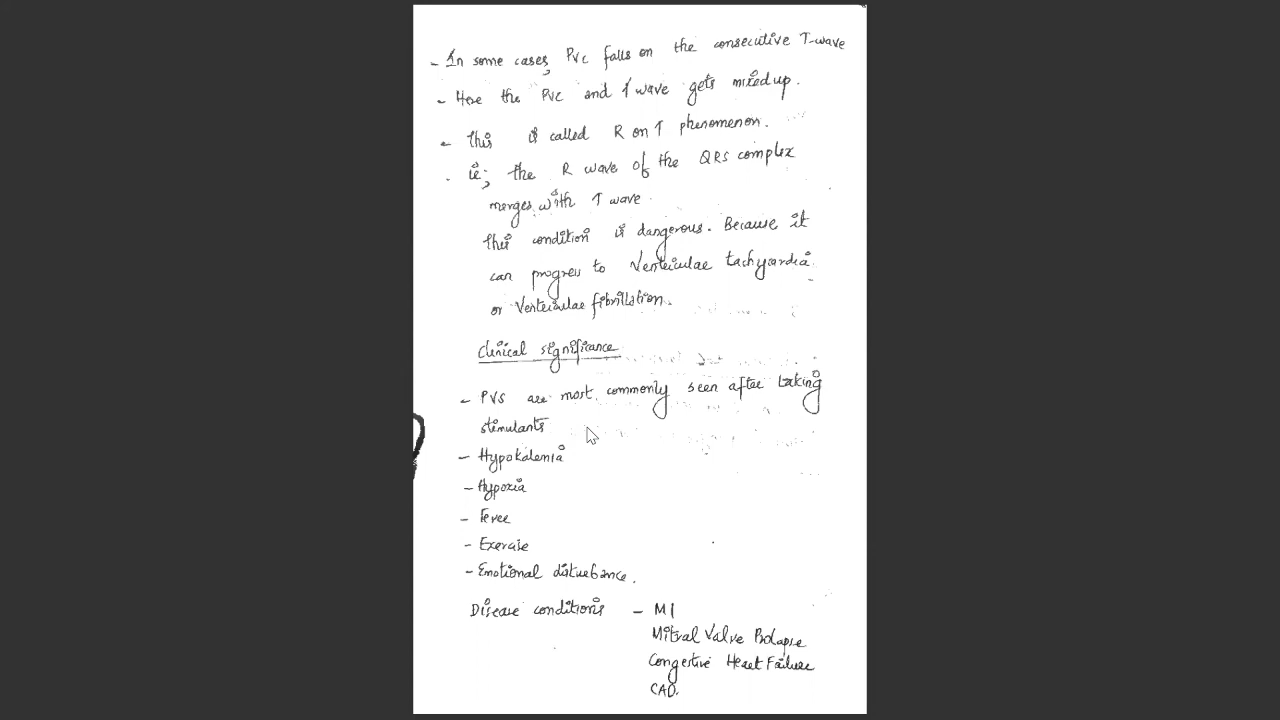 - In some cases, PVC falls on the consecutive T-wave
- Here the PVC and T wave gets mixed up.
- this is called R on T phenomenon.
- ie; the R wave of the QRS complex
merges with T wave.
this condition is dangerous. Because it
can progress to Ventricular tachycardia
or Ventricular fibrillation.
Clinical significance
- PVS are most commonly seen after taking
stimulants
- Hypokalemia
- Hypoxia
- Fever
- Exercise
- Emotional disturbance.
Disease conditions - MI
Mitral Valve Prolapse
Congestive Heart Failure
CAD.